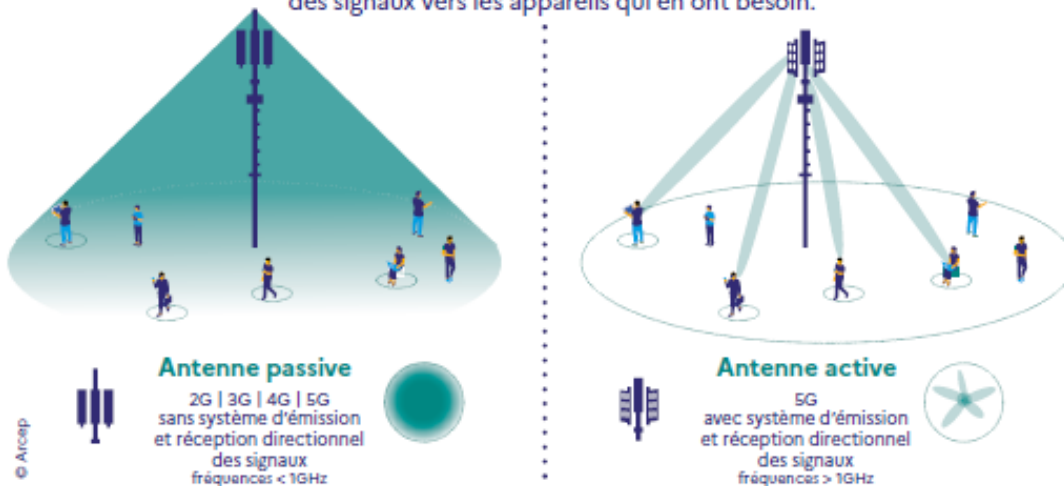 des signaux vers les appareils qui en ont besoin.
Antenne passive
2G | 3G | 4G | 5G
sans système d'émission
et réception directionnel
des signaux
fréquences < 1GHz
Antenne active
5G
avec système d'émission
et réception directionnel
des signaux
fréquences > 1GHz
© Arcep